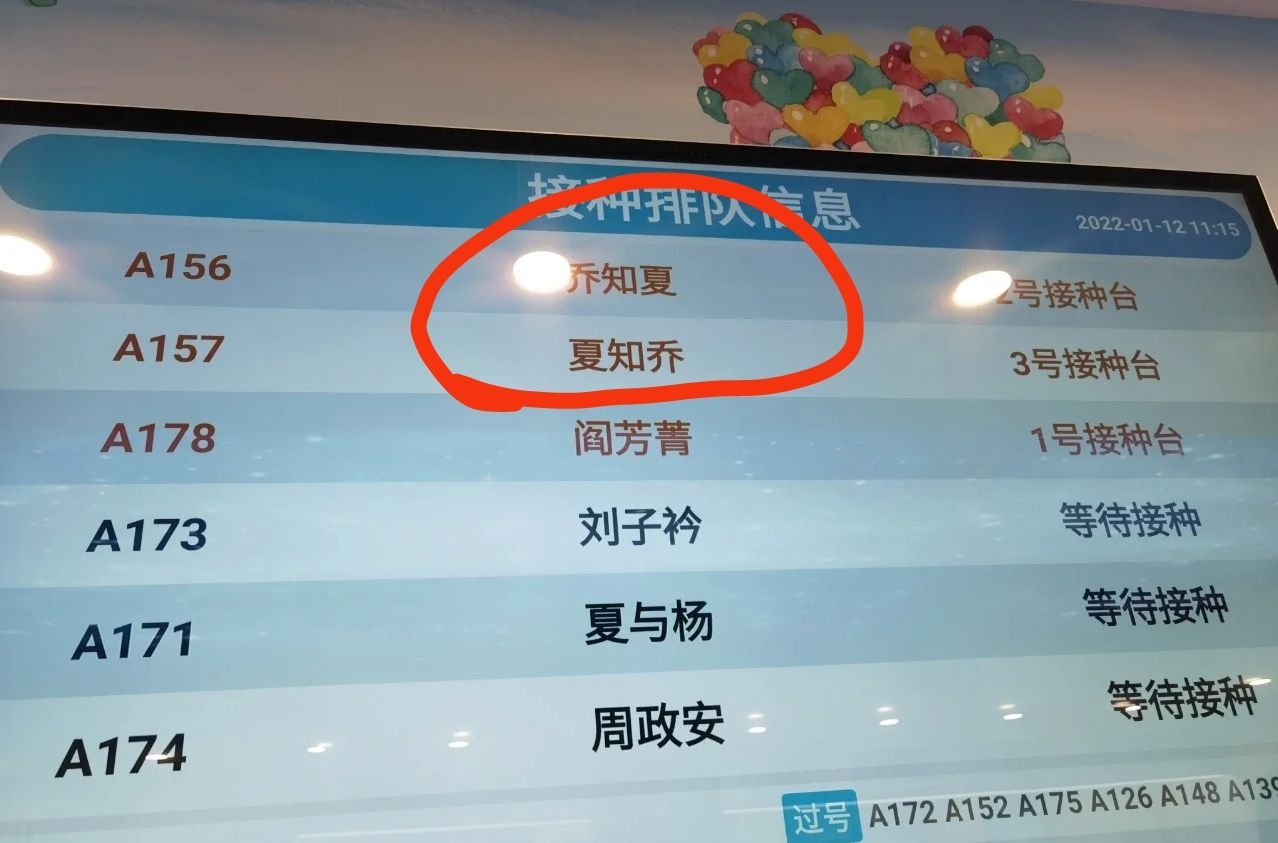 接种排队信息 2022-01-12 11:15
A156 乔知夏 2号接种台
A157 夏知乔 3号接种台
A178 阎芳菁 1号接种台
A173 刘子衿 等待接种
A171 夏与杨 等待接种
A174 周政安 等待接种
过号 A172 A152 A175 A126 A148 A139